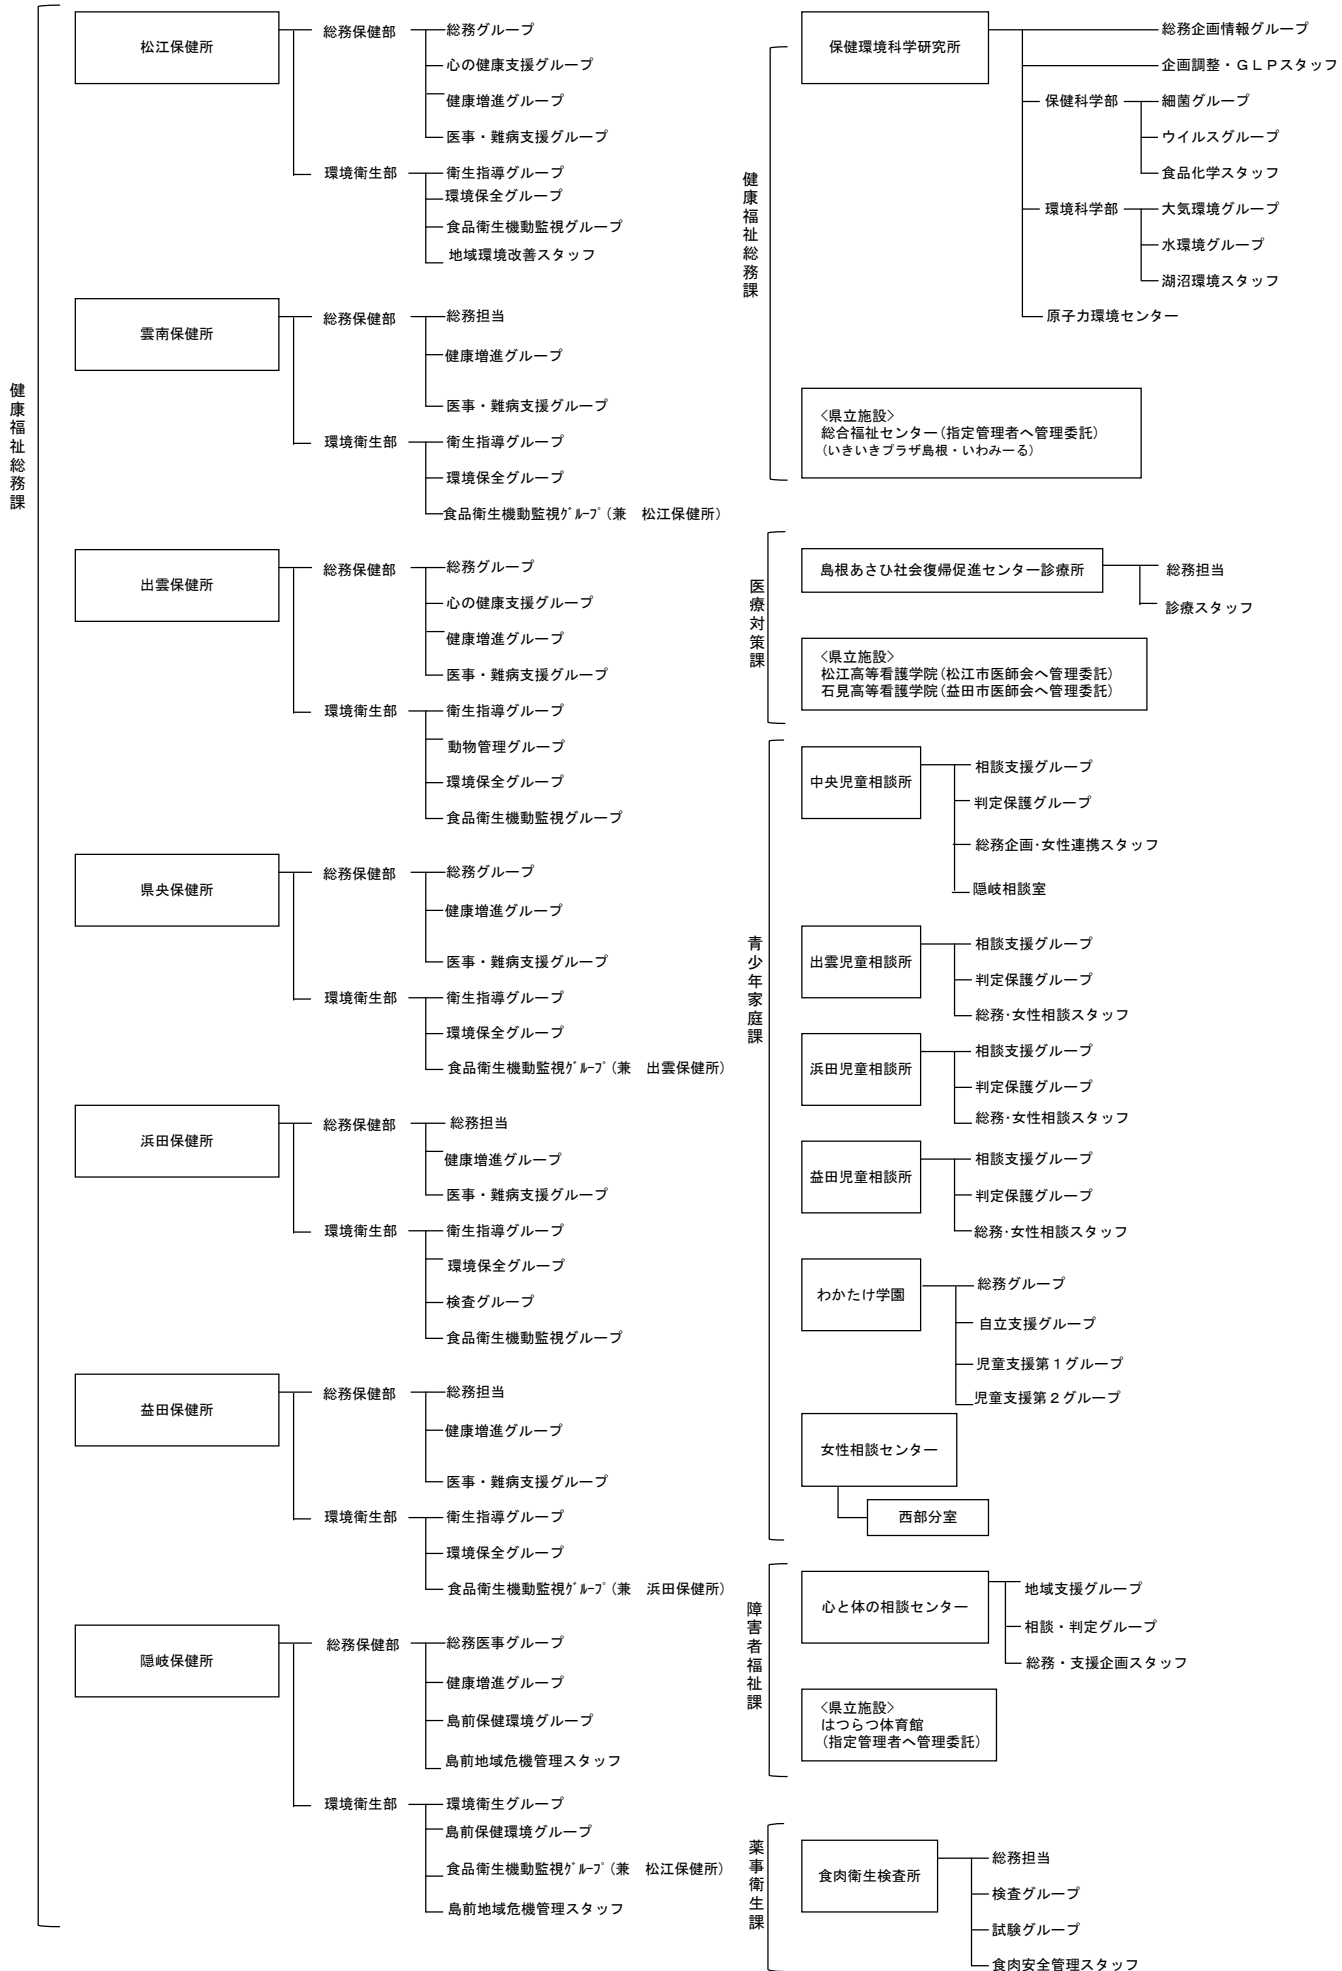 健康福祉総務課
松江保健所
総務保健部
総務グループ
心の健康支援グループ
健康増進グループ
医事・難病支援グループ
環境衛生部
衛生指導グループ
環境保全グループ
食品衛生機動監視グループ
地域環境改善スタッフ
雲南保健所
総務保健部
総務担当
健康増進グループ
医事・難病支援グループ
環境衛生部
衛生指導グループ
環境保全グループ
食品衛生機動監視ｸﾞﾙｰﾌﾟ(兼　松江保健所)
出雲保健所
総務保健部
総務グループ
心の健康支援グループ
健康増進グループ
医事・難病支援グループ
環境衛生部
衛生指導グループ
動物管理グループ
環境保全グループ
食品衛生機動監視グループ
県央保健所
総務保健部
総務グループ
健康増進グループ
医事・難病支援グループ
環境衛生部
衛生指導グループ
環境保全グループ
食品衛生機動監視ｸﾞﾙｰﾌﾟ(兼　出雲保健所)
浜田保健所
総務保健部
総務担当
健康増進グループ
医事・難病支援グループ
環境衛生部
衛生指導グループ
環境保全グループ
検査グループ
食品衛生機動監視グループ
益田保健所
総務保健部
総務担当
健康増進グループ
医事・難病支援グループ
環境衛生部
衛生指導グループ
環境保全グループ
食品衛生機動監視ｸﾞﾙｰﾌﾟ(兼　浜田保健所)
隠岐保健所
総務保健部
総務医事グループ
健康増進グループ
島前保健環境グループ
島前地域危機管理スタッフ
環境衛生部
環境衛生グループ
島前保健環境グループ
食品衛生機動監視ｸﾞﾙｰﾌﾟ(兼　松江保健所)
島前地域危機管理スタッフ
健康福祉総務課
保健環境科学研究所
総務企画情報グループ
企画調整・ＧＬＰスタッフ
保健科学部
細菌グループ
ウイルスグループ
食品化学スタッフ
環境科学部
大気環境グループ
水環境グループ
湖沼環境スタッフ
原子力環境センター
〈県立施設〉
総合福祉センター(指定管理者へ管理委託)
(いきいきプラザ島根・いわみーる)
医療対策課
島根あさひ社会復帰促進センター診療所
総務担当
診療スタッフ
〈県立施設〉
松江高等看護学院(松江市医師会へ管理委託)
石見高等看護学院(益田市医師会へ管理委託)
青少年家庭課
中央児童相談所
相談支援グループ
判定保護グループ
総務企画･女性連携スタッフ
隠岐相談室
出雲児童相談所
相談支援グループ
判定保護グループ
総務･女性相談スタッフ
浜田児童相談所
相談支援グループ
判定保護グループ
総務･女性相談スタッフ
益田児童相談所
相談支援グループ
判定保護グループ
総務･女性相談スタッフ
わかたけ学園
総務グループ
自立支援グループ
児童支援第１グループ
児童支援第２グループ
女性相談センター
西部分室
障害者福祉課
心と体の相談センター
地域支援グループ
相談・判定グループ
総務・支援企画スタッフ
〈県立施設〉
はつらつ体育館
(指定管理者へ管理委託)
薬事衛生課
食肉衛生検査所
総務担当
検査グループ
試験グループ
食肉安全管理スタッフ